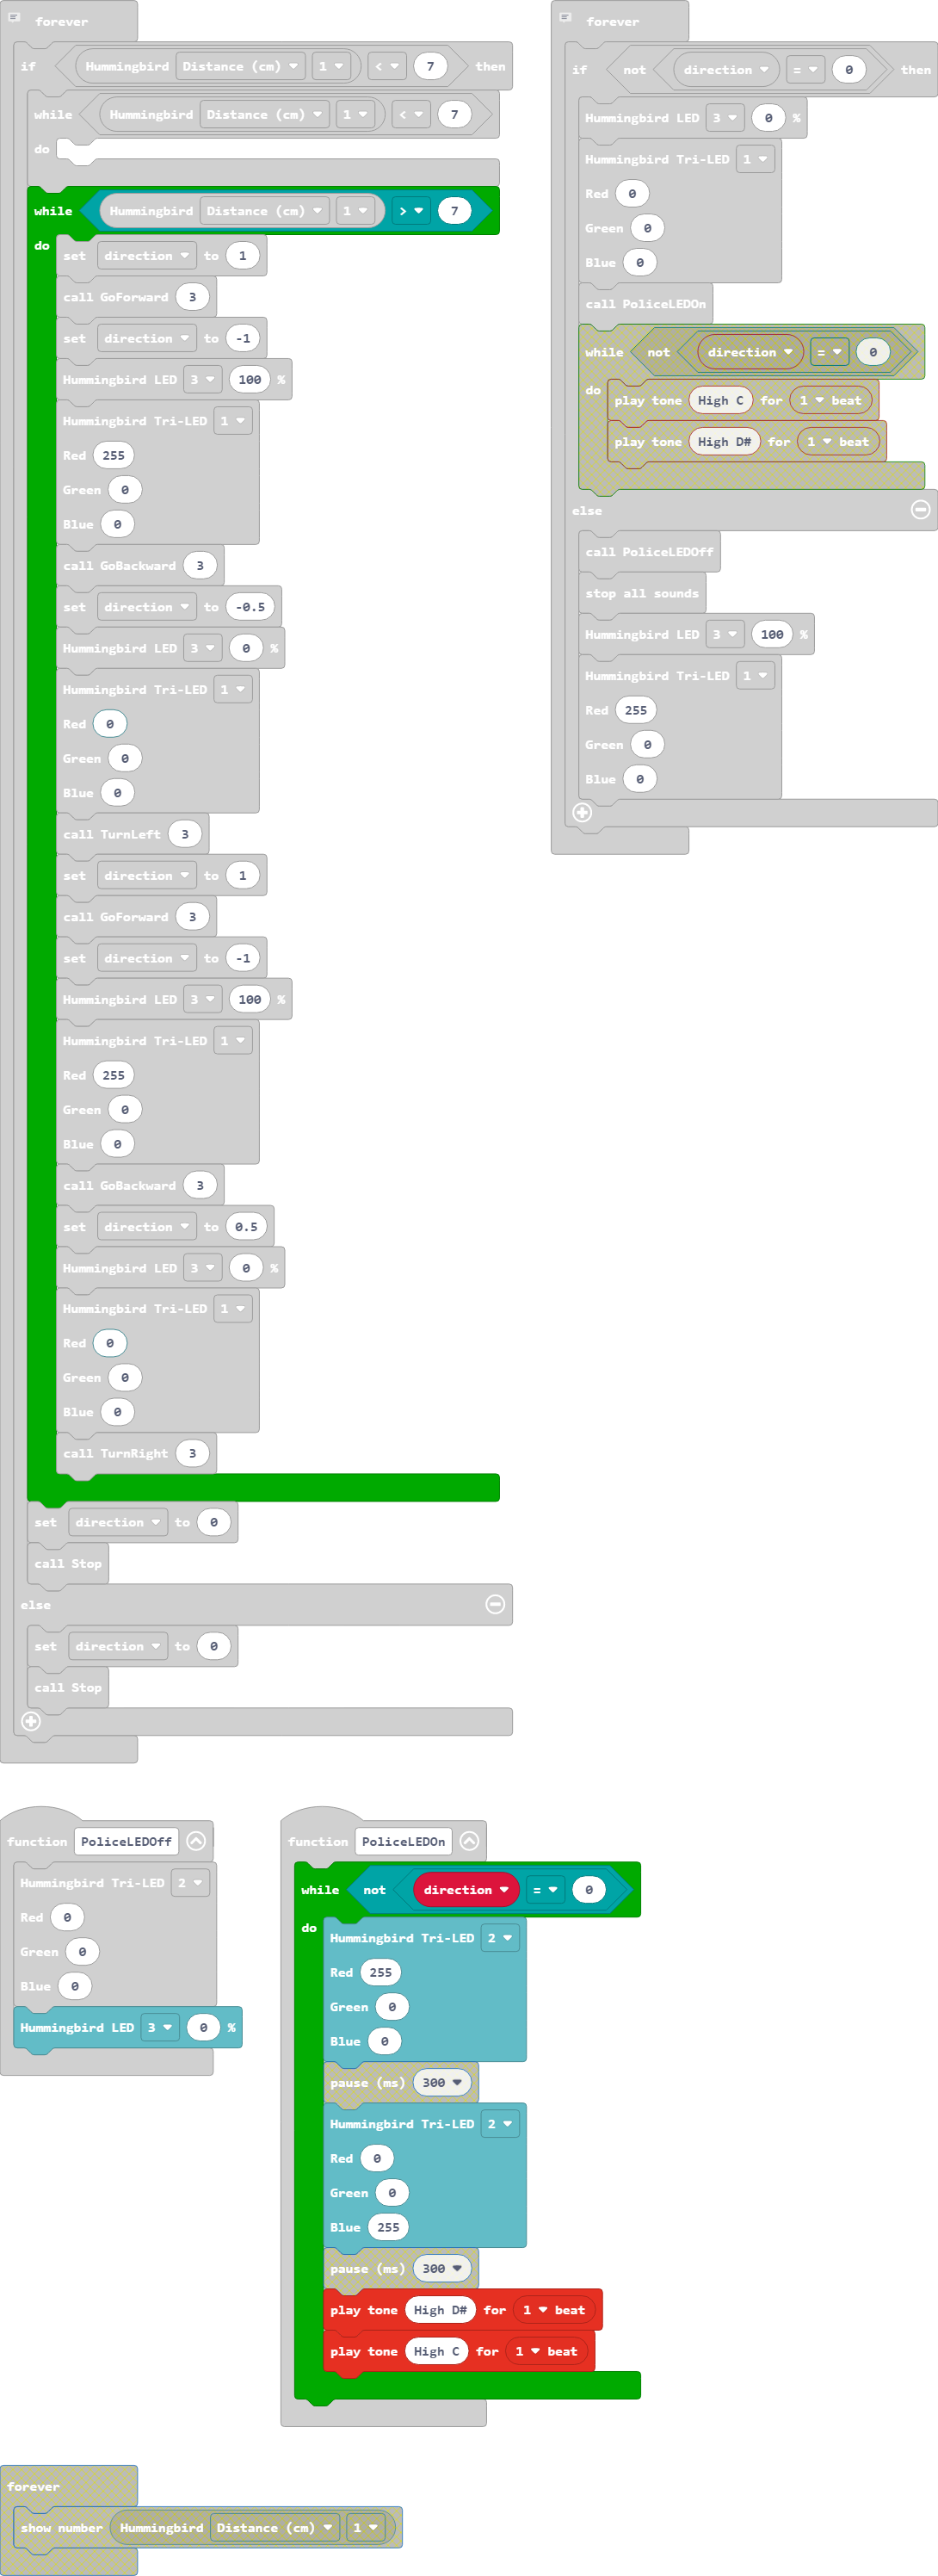 forever
if Hummingbird Distance (cm) 1 < 7 then
while Hummingbird Distance (cm) 1 < 7
do
while Hummingbird Distance (cm) 1 > 7
do
set direction to 1
call GoForward 3
set direction to -1
Hummingbird LED 3 100 %
Hummingbird Tri-LED 1
Red 255
Green 0
Blue 0
call GoBackward 3
set direction to -0.5
Hummingbird LED 3 0 %
Hummingbird Tri-LED 1
Red 0
Green 0
Blue 0
call TurnLeft 3
set direction to 1
call GoForward 3
set direction to -1
Hummingbird LED 3 100 %
Hummingbird Tri-LED 1
Red 255
Green 0
Blue 0
call GoBackward 3
set direction to 0.5
Hummingbird LED 3 0 %
Hummingbird Tri-LED 1
Red 0
Green 0
Blue 0
call TurnRight 3
set direction to 0
call Stop
else
set direction to 0
call Stop
forever
if not direction = 0 then
Hummingbird LED 3 0 %
Hummingbird Tri-LED 1
Red 0
Green 0
Blue 0
call PoliceLEDOn
while not direction = 0
do
play tone High C for 1 beat
play tone High D# for 1 beat
else
call PoliceLEDOff
stop all sounds
Hummingbird LED 3 100 %
Hummingbird Tri-LED 1
Red 255
Green 0
Blue 0
function PoliceLEDOff
Hummingbird Tri-LED 2
Red 0
Green 0
Blue 0
Hummingbird LED 3 0 %
function PoliceLEDOn
while not direction = 0
do
Hummingbird Tri-LED 2
Red 255
Green 0
Blue 0
pause (ms) 300
Hummingbird Tri-LED 2
Red 0
Green 0
Blue 255
pause (ms) 300
play tone High D# for 1 beat
play tone High C for 1 beat
forever
show number Hummingbird Distance (cm) 1